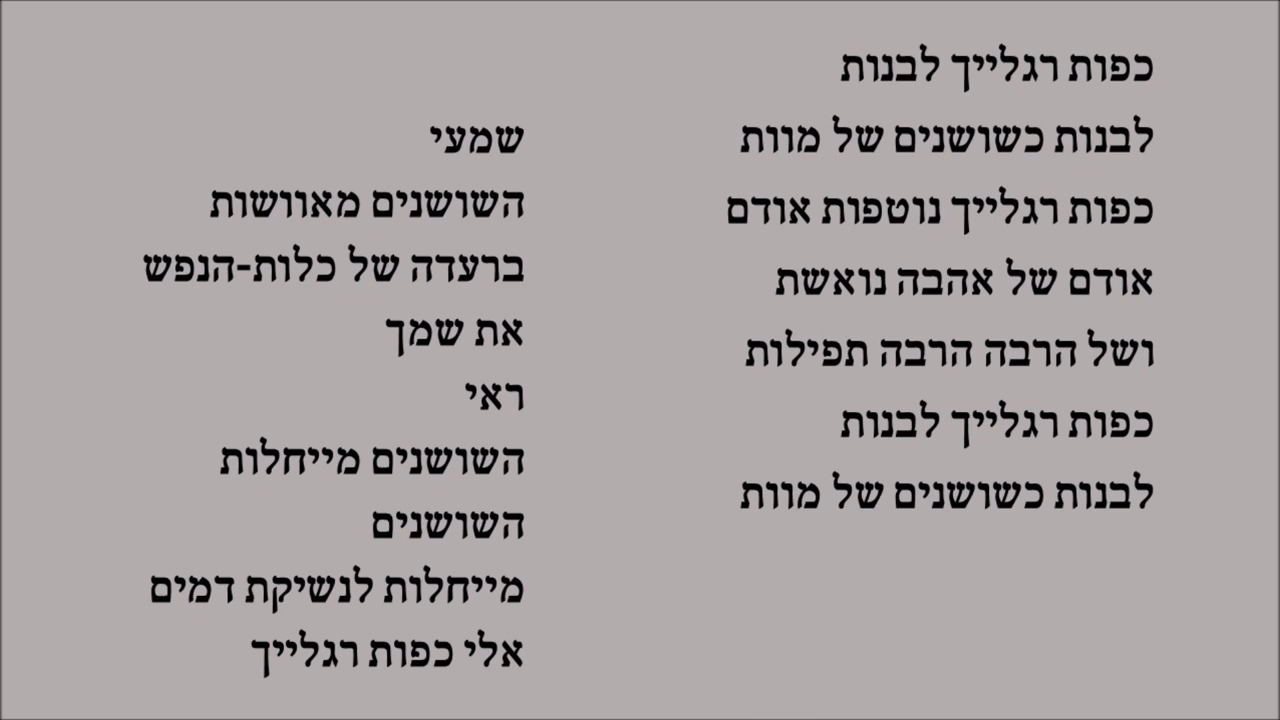 כפות רגלייך לבנות
לבנות כשושנים של מוות
כפות רגלייך נוטפות אודם
אודם של אהבה נואשת
ושל הרבה הרבה תפילות
כפות רגלייך לבנות
לבנות כשושנים של מוות
שמעי
השושנים מאוושות
ברעדה של כלות-הנפש
את שמך
ראי
השושנים מייחלות
השושנים
מייחלות לנשיקת דמים
אלי כפות רגלייך